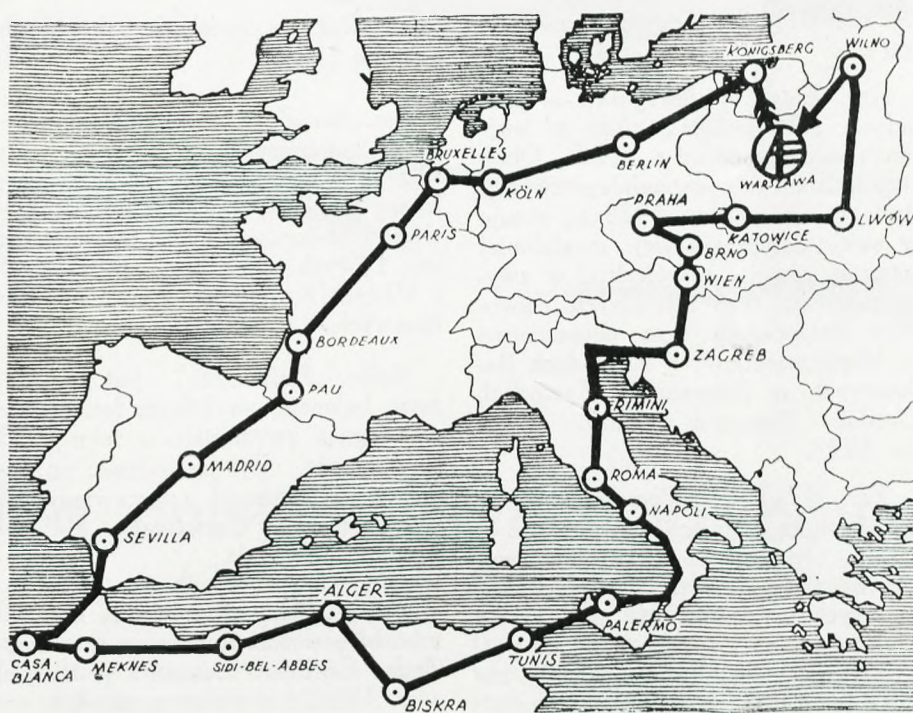 KÖNIGSBERG
WILNO
BRUXELLES
BERLIN
WARSZAWA
KÖLN
PRAHA
LWÓW
KATOWICE
PARIS
BRNO
WIEN
BORDEAUX
ZAGREB
PAU
RIMINI
MADRID
ROMA
NAPOLI
SEVILLA
ALGER
PALERMO
CASA-
BLANCA
MEKNES
SIDI-BEL-ABBES
TUNIS
BISKRA